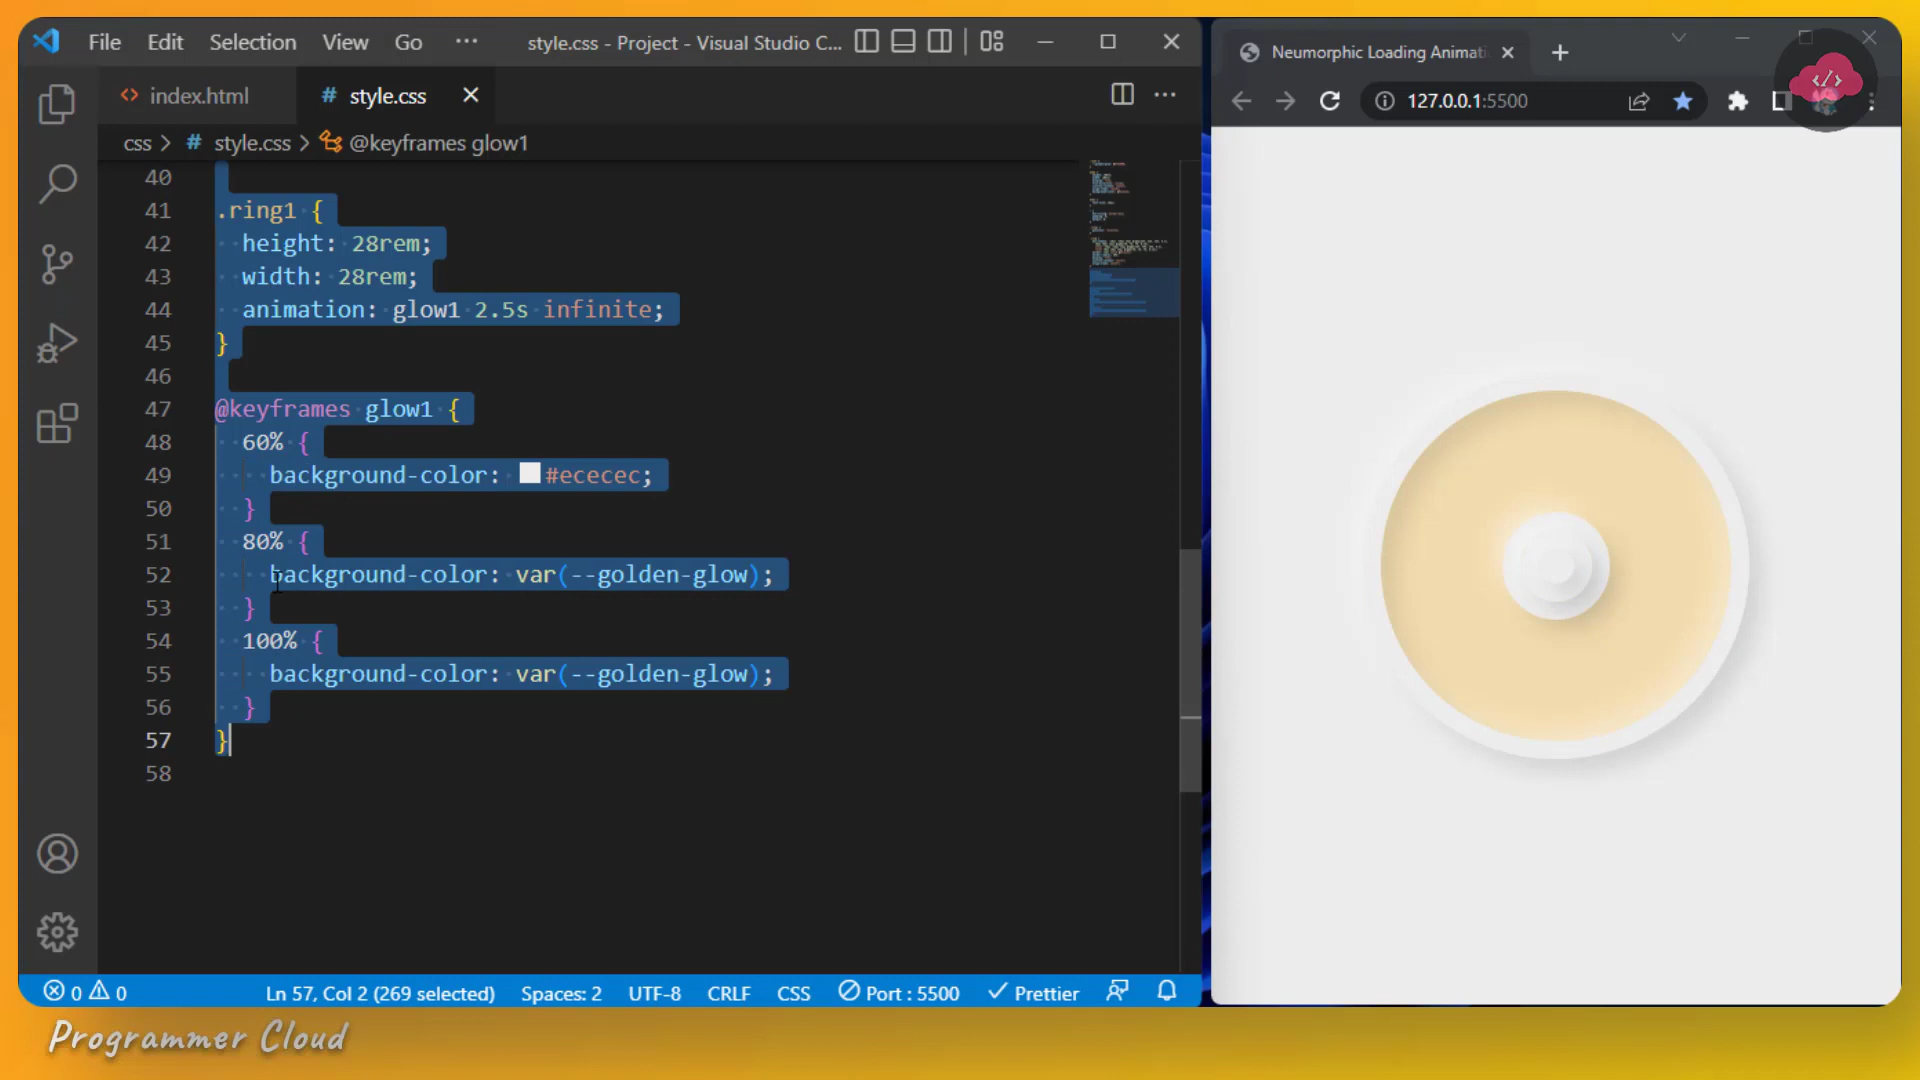 File Edit Selection View Go ··· style.css - Project - Visual Studio C...
index.html
style.css
css > # style.css > @keyframes glow1
40
41 .ring1 {
42 height: 28rem;
43 width: 28rem;
44 animation: glow1 2.5s infinite;
45 }
46
47 @keyframes glow1 {
48 60% {
49 background-color: #ececec;
50 }
51 80% {
52 background-color: var(--golden-glow);
53 }
54 100% {
55 background-color: var(--golden-glow);
56 }
57 }
58
0 0 Ln 57, Col 2 (269 selected) Spaces: 2 UTF-8 CRLF CSS Port : 5500 Prettier
Neumorphic Loading Animati
127.0.0.1:5500
Programmer Cloud